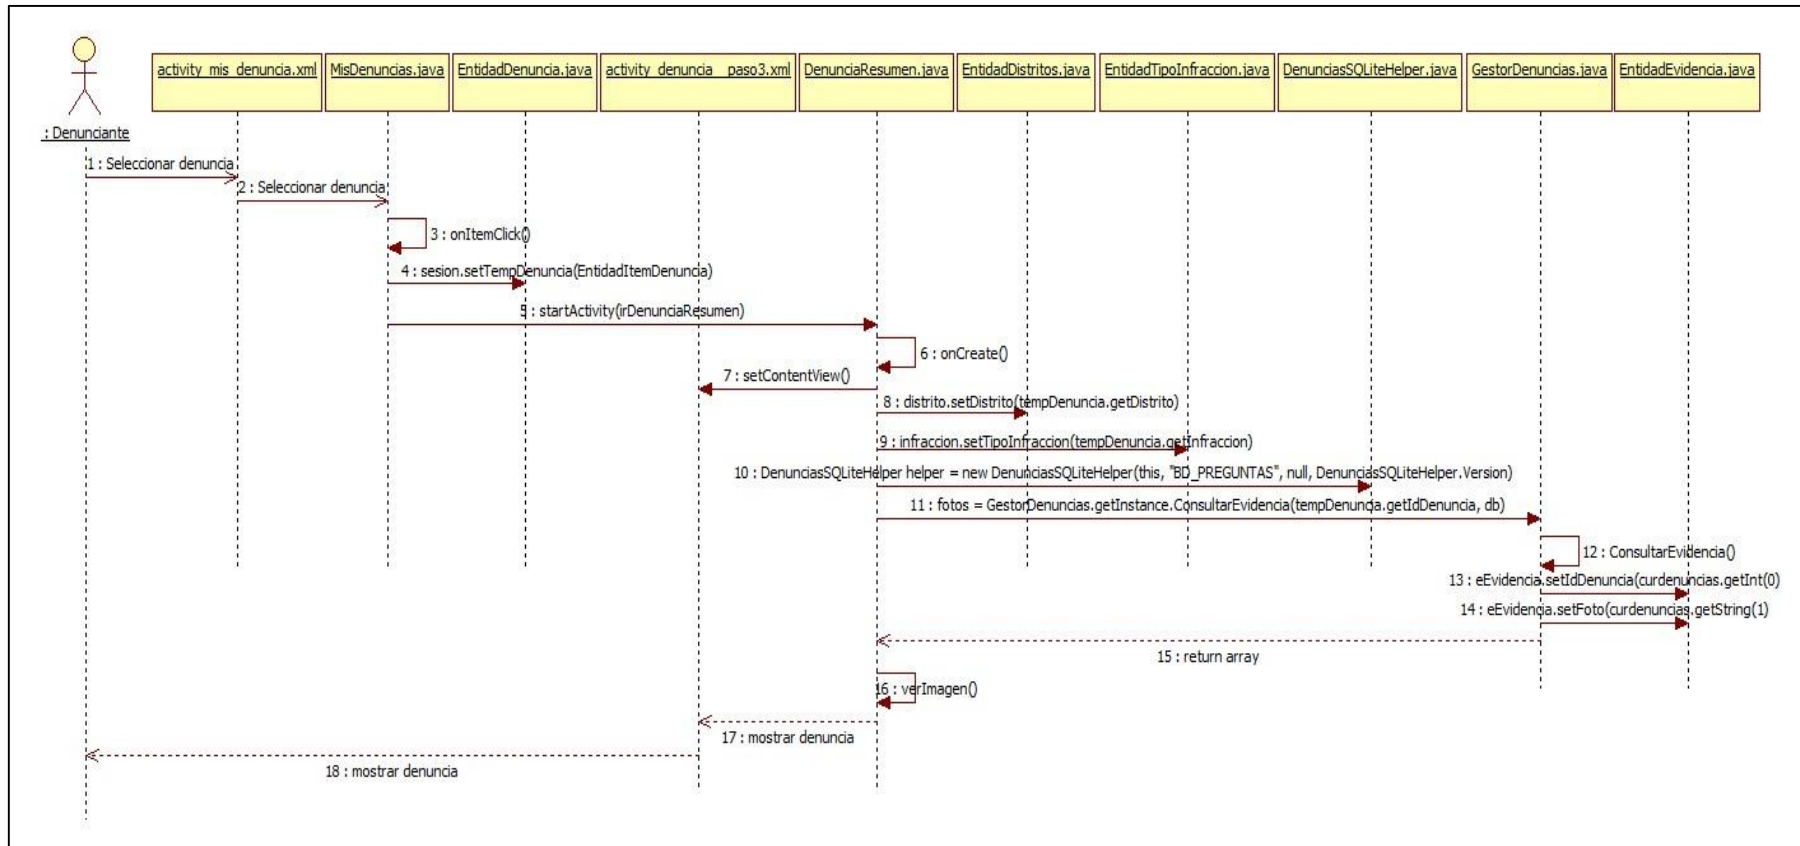 activity_mis_denuncia.xml
MisDenuncias.java
EntidadDenuncia.java
activity_denuncia__paso3.xml
DenunciaResumen.java
EntidadDistritos.java
EntidadTipoInfraccion.java
DenunciasSQLiteHelper.java
GestorDenuncias.java
EntidadEvidencia.java
: Denunciante
1 : Seleccionar denuncia
2 : Seleccionar denuncia
3 : onItemClick()
4 : sesion.setTempDenuncia(EntidadItemDenuncia)
5 : startActivity(irDenunciaResumen)
6 : onCreate()
7 : setContentView()
8 : distrito.setDistrito(tempDenuncia.getDistrito)
9 : infraccion.setTipoInfraccion(tempDenuncia.getInfraccion)
10 : DenunciasSQLiteHelper helper = new DenunciasSQLiteHelper(this, "BD_PREGUNTAS", null, DenunciasSQLiteHelper.Version)
11 : fotos = GestorDenuncias.getInstance.ConsultarEvidencia(tempDenuncia.getIdDenuncia, db)
12 : ConsultarEvidencia()
13 : eEvidencia.setIdDenuncia(curdenuncias.getInt(0)
14 : eEvidencia.setFoto(curdenuncias.getString(1)
15 : return array
16 : verImagen()
17 : mostrar denuncia
18 : mostrar denuncia